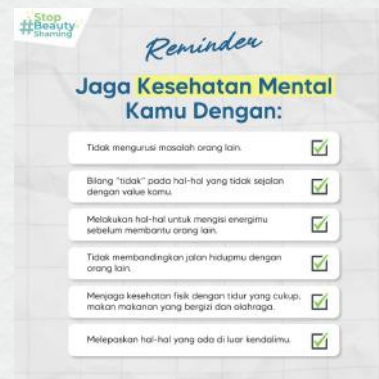 #Stop
Beauty
Shaming
Reminder
Jaga Kesehatan Mental
Kamu Dengan:
Tidak mengurusi masalah orang lain.
Bilang "tidak" pada hal-hal yang tidak sejalan
dengan value kamu.
Melakukan hal-hal untuk mengisi energimu
sebelum membantu orang lain.
Tidak membandingkan jalan hidupmu dengan
orang lain.
Menjaga kesehatan fisik dengan tidur yang cukup,
makan makanan yang bergizi dan olahraga.
Melepaskan hal-hal yang ada di luar kendalimu.